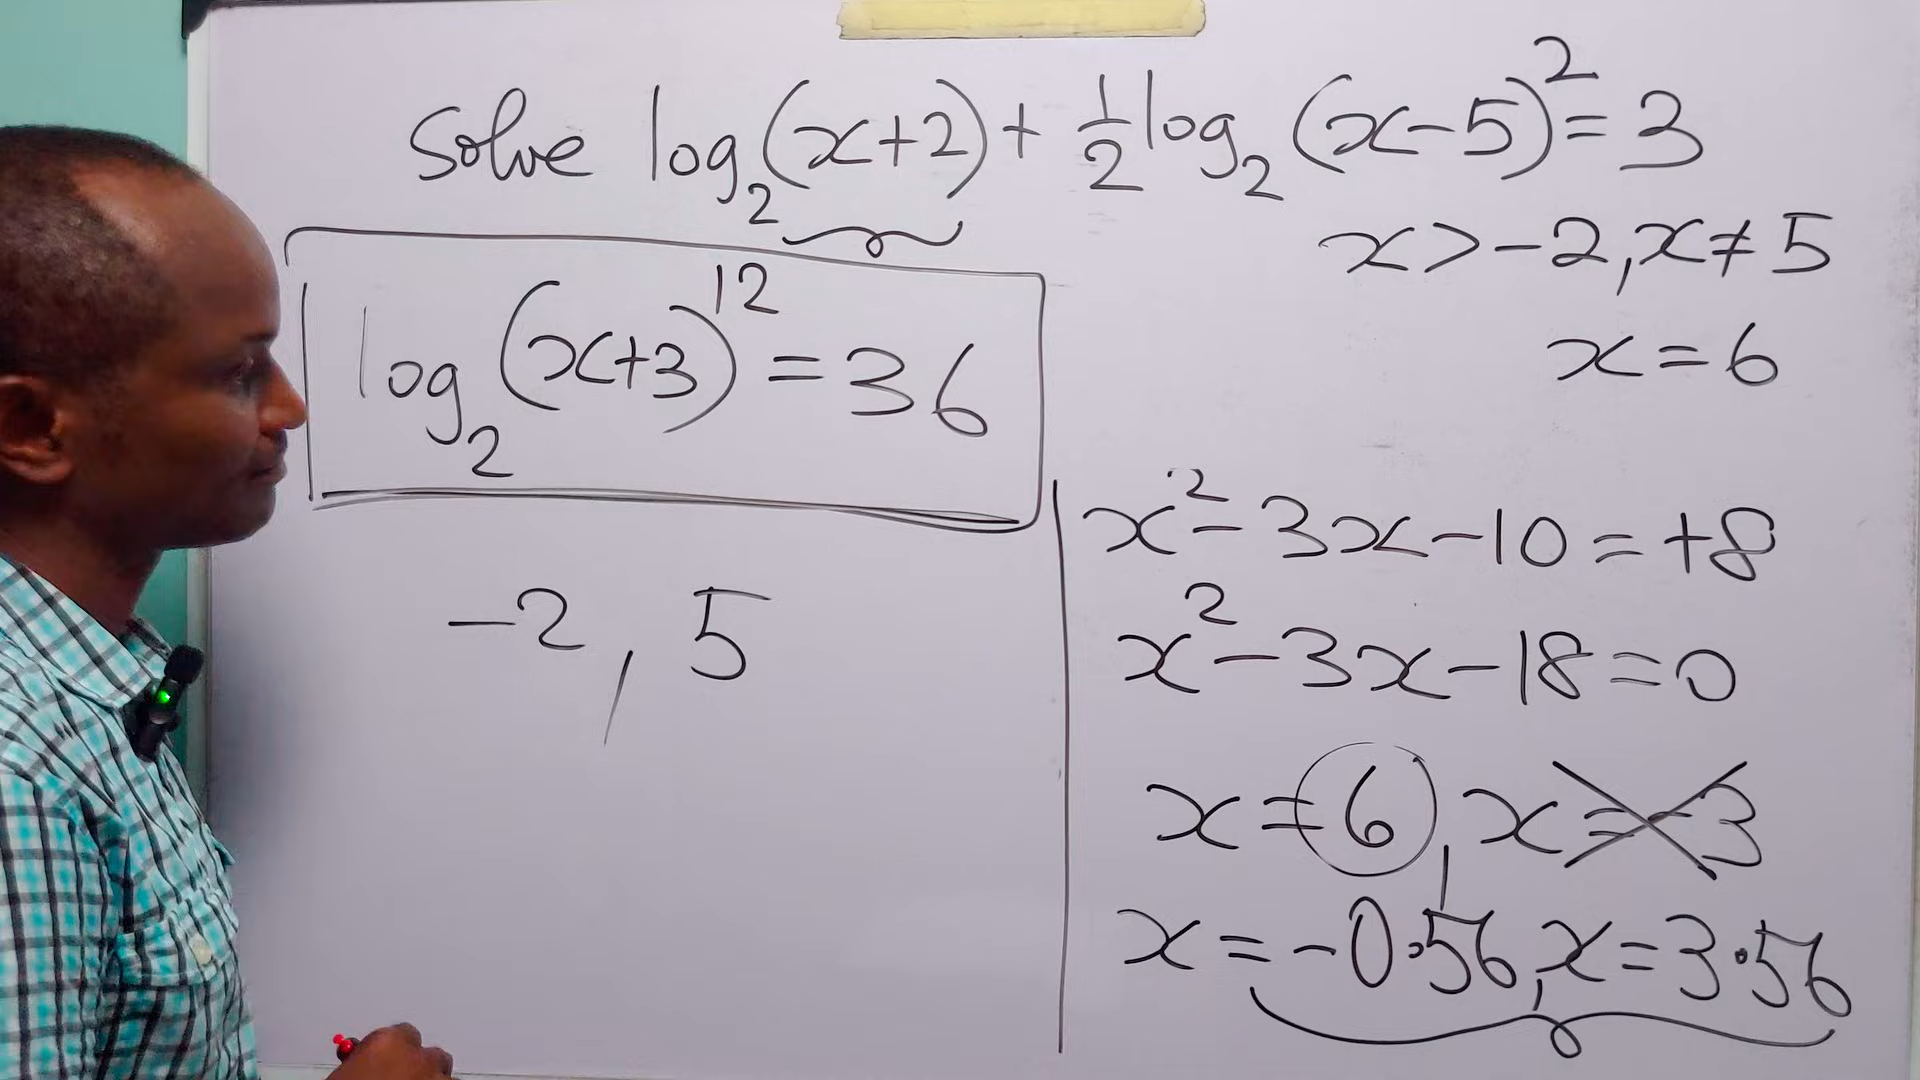 Solve log₂(x+2) + ½log₂(x-5)² = 3
x > -2, x ≠ 5
x = 6
log₂(x+3)¹² = 36
-2, 5
x² - 3x - 10 = +8
x² - 3x - 18 = 0
x = 6, x = -3
x = -0.56, x = 3.56